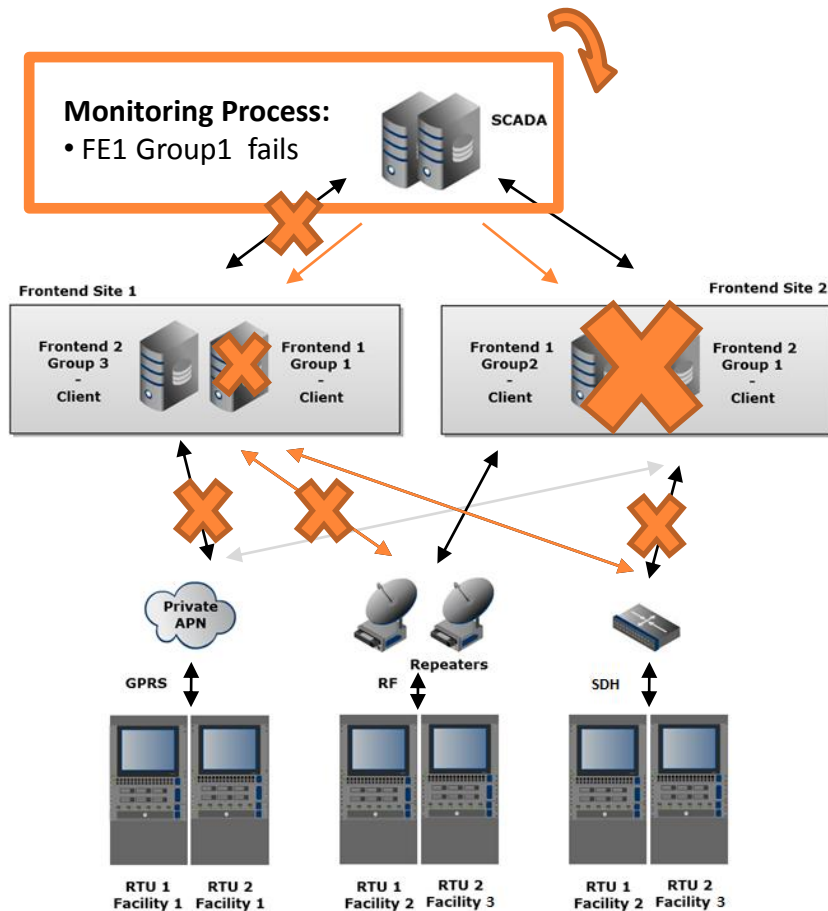 Monitoring Process:
• FE1 Group1 fails
SCADA
Frontend Site 1
Frontend Site 2
Frontend 2
Group 3
-
Client
Frontend 1
Group 1
-
Client
Frontend 1
Group2
-
Client
Frontend 2
Group 1
-
Client
Private
APN
Repeaters
GPRS
RF
SDH
RTU 1
Facility 1
RTU 2
Facility 1
RTU 1
Facility 2
RTU 2
Facility 3
RTU 1
Facility 2
RTU 2
Facility 3